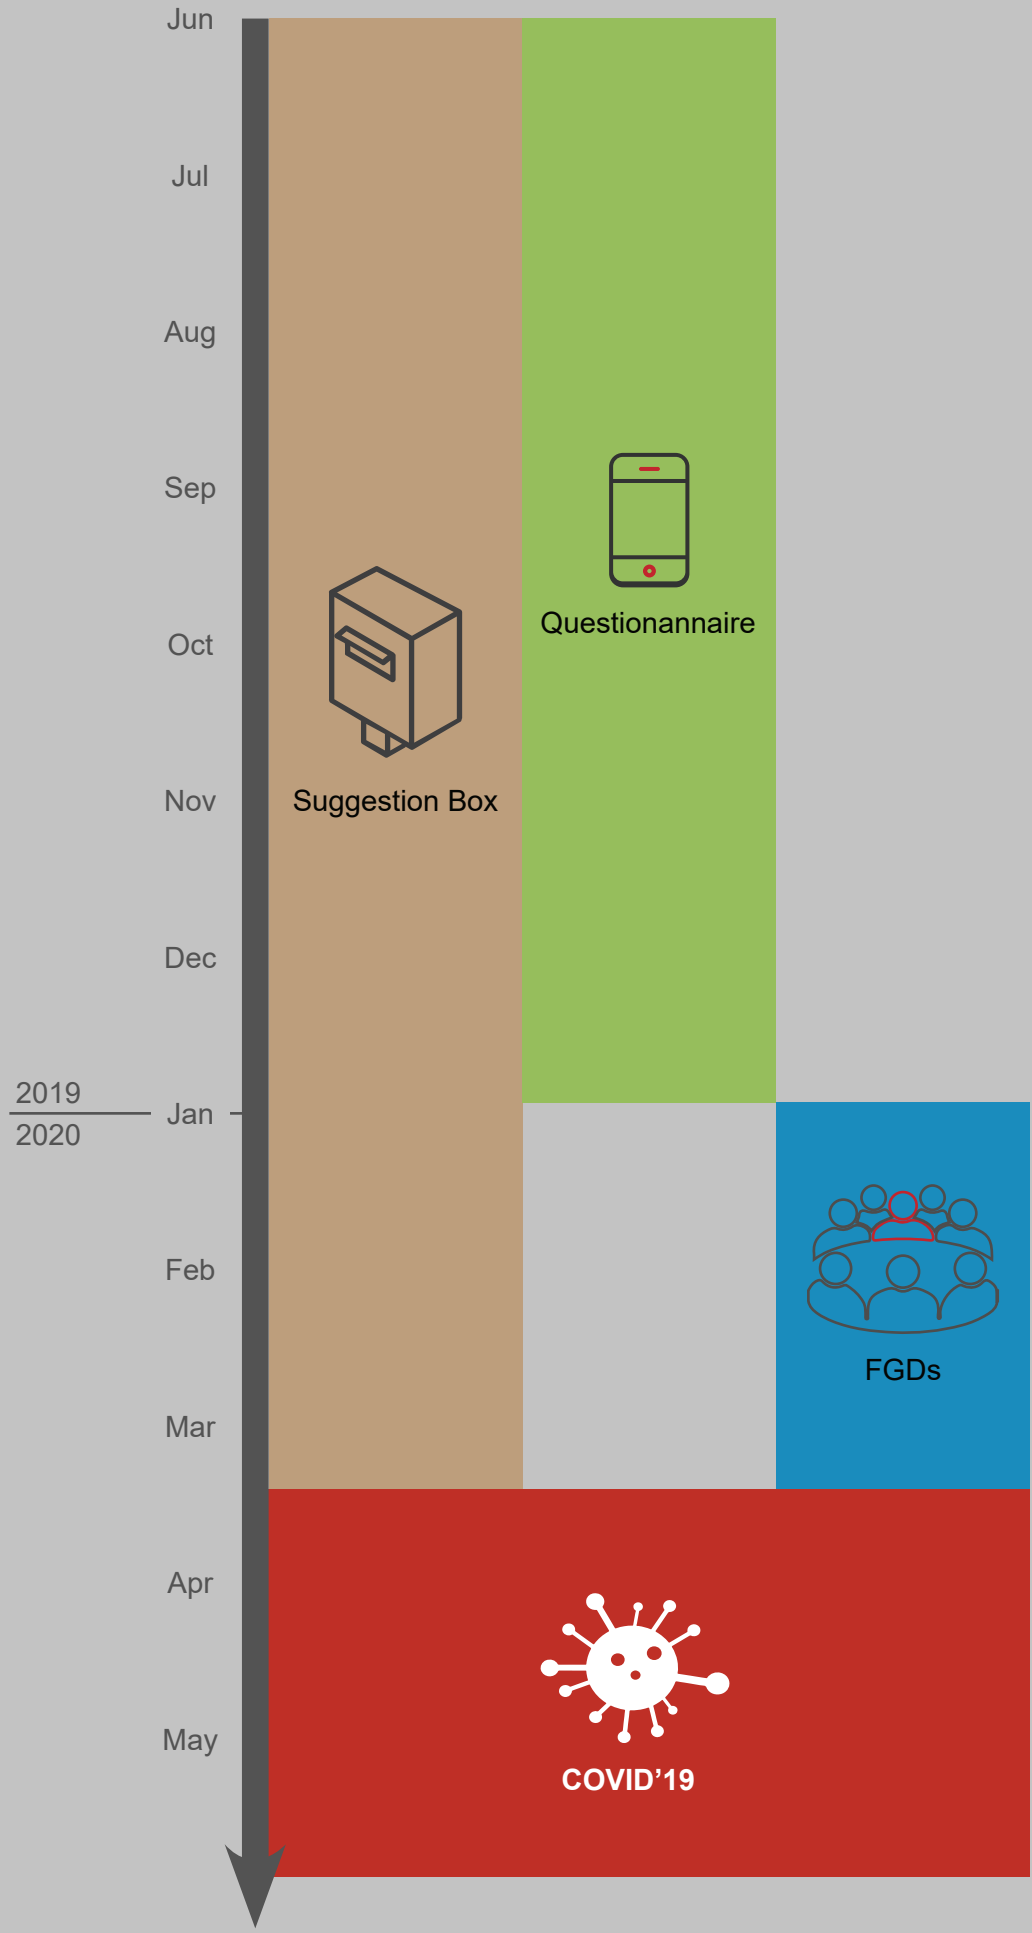 Jun
Jul
Aug
Sep
Questionannaire
Oct
Nov
Suggestion Box
Dec
2019
Jan
2020
Feb
FGDs
Mar
Apr
May
COVID’19